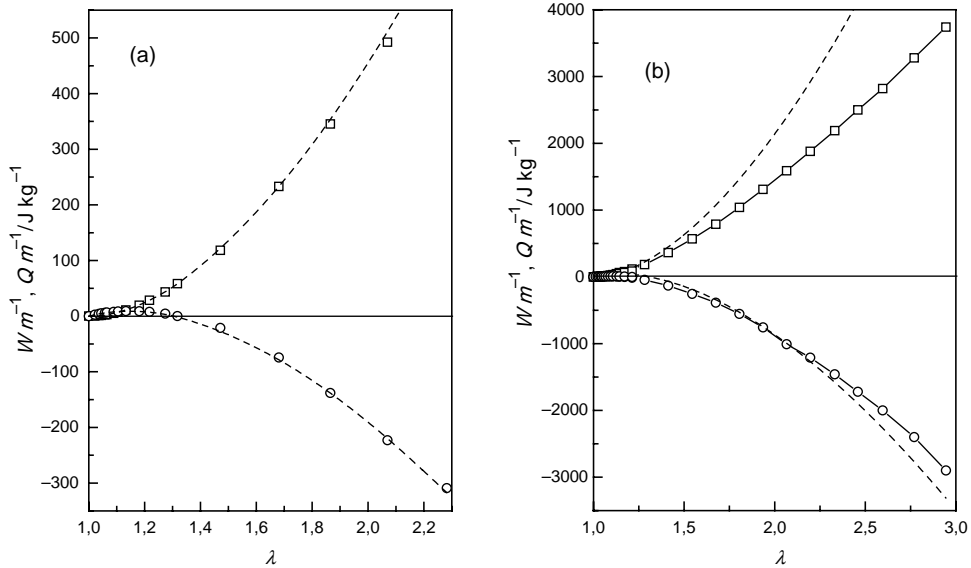 (a)
W m⁻¹, Q m⁻¹/J kg⁻¹
500
400
300
200
100
0
−100
−200
−300
1,0 1,2 1,4 1,6 1,8 2,0 2,2
λ
(b)
W m⁻¹, Q m⁻¹/J kg⁻¹
4000
3000
2000
1000
0
−1000
−2000
−3000
1,0 1,5 2,0 2,5 3,0
λ